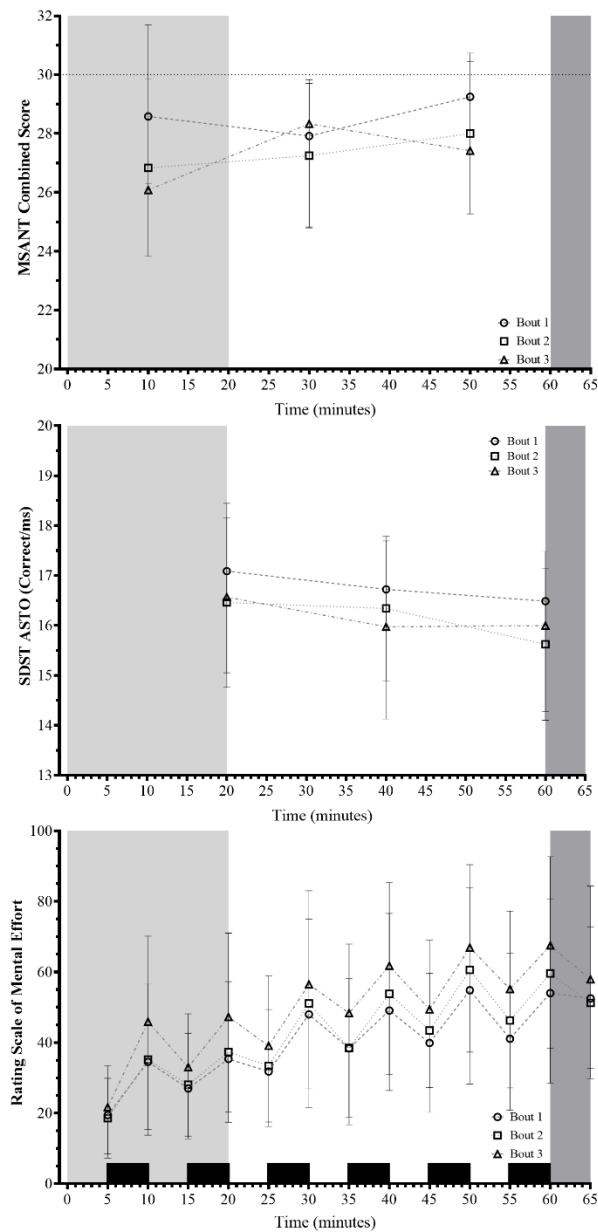 32
30
28
26
24
22
20
MSANT Combined Score
Bout 1
Bout 2
Bout 3
0 5 10 15 20 25 30 35 40 45 50 55 60 65
Time (minutes)
20
19
18
17
16
15
14
13
SDST ASTO (Correct/ms)
Bout 1
Bout 2
Bout 3
0 5 10 15 20 25 30 35 40 45 50 55 60 65
Time (minutes)
100
80
60
40
20
0
Rating Scale of Mental Effort
Bout 1
Bout 2
Bout 3
0 5 10 15 20 25 30 35 40 45 50 55 60 65
Time (minutes)